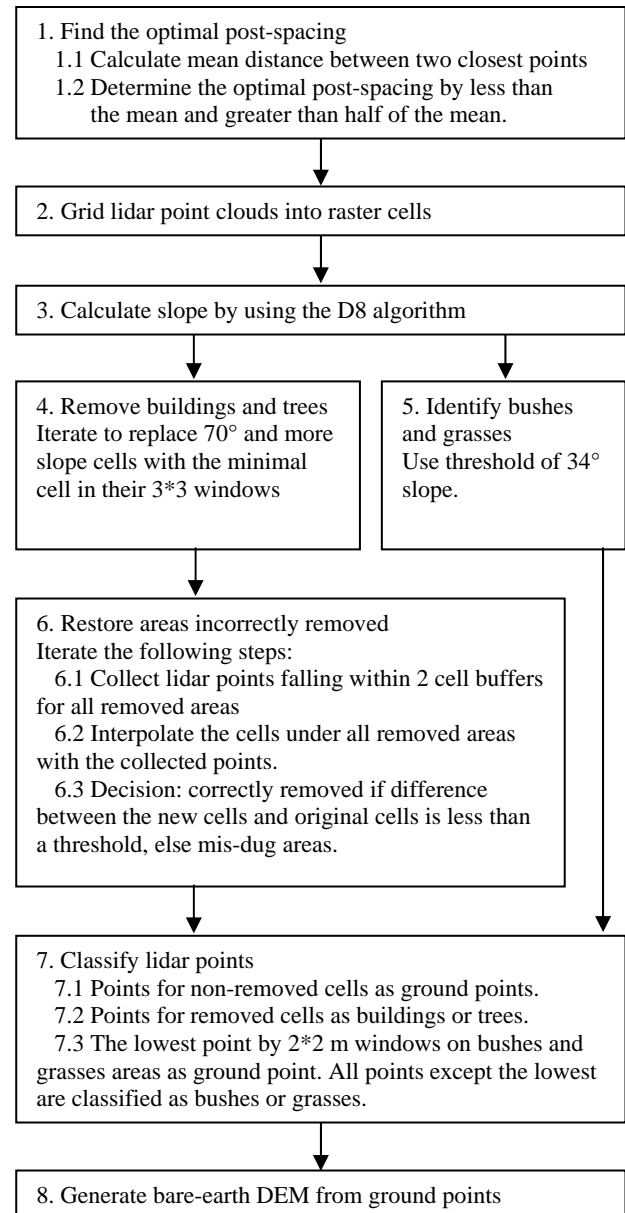 1. Find the optimal post-spacing
1.1 Calculate mean distance between two closest points
1.2 Determine the optimal post-spacing by less
the mean and greater than half of the mean.
2. Grid lidar point clouds into raster cells
3. Calculate slope by using the D8 algorithm
4. Remove buildings and trees
Iterate to replace 70° and more
slope cells with the minimal
cell in their 3*3 windows
5. Identify bushes
and grasses
Use threshold of 34°
slope.
6. Restore areas incorrectly removed
Iterate the following steps:
6.1 Collect lidar points falling within 2 cell buffers
for all removed areas
6.2 Interpolate the cells under all removed areas
with the collected points.
6.3 Decision: correctly removed if difference
between the new cells and original cells is less than
a threshold, else mis-dug areas.
7. Classify lidar points
7.1 Points for non-removed cells as ground points.
7.2 Points for removed cells as buildings or trees.
7.3 The lowest point by 2*2 m windows on bushes and
grasses areas as ground point. All points except the lowest
are classified as bushes or grasses.
8. Generate bare-earth DEM from ground points